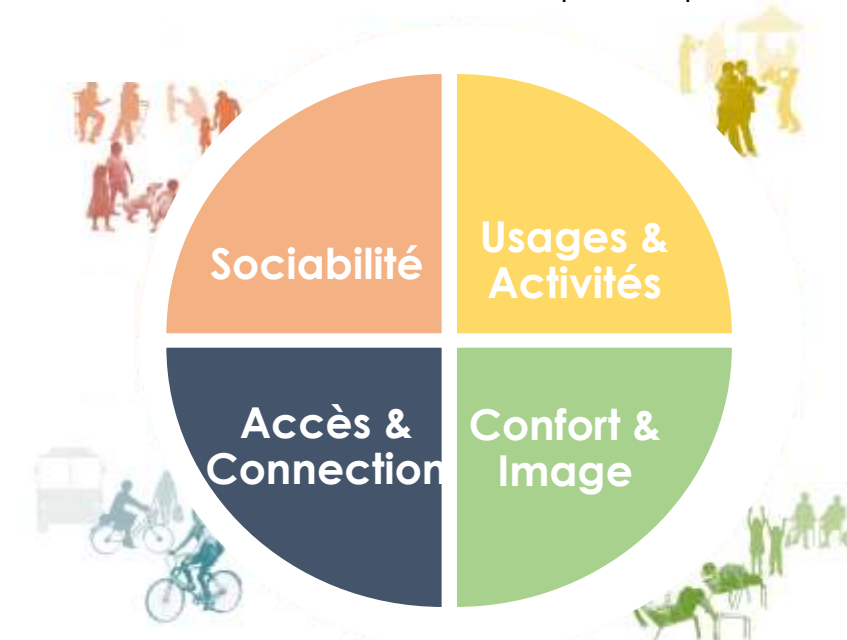 Sociabilité
Usages &
Activités
Accès &
Connection
Confort &
Image